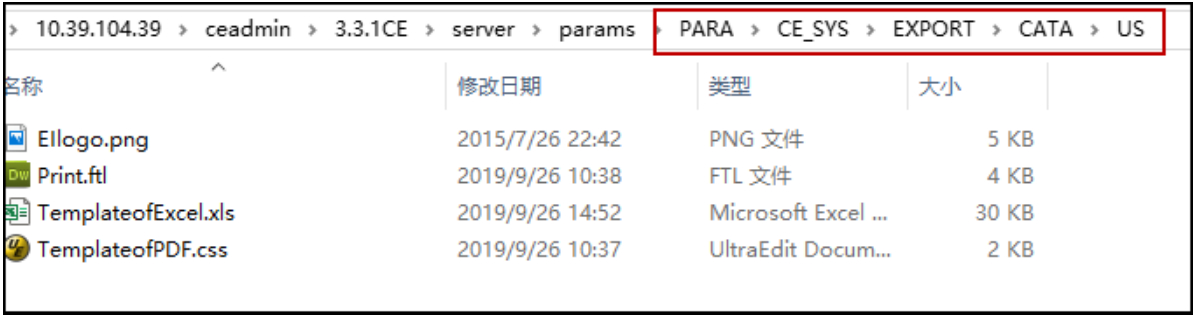 › 10.39.104.39 › ceadmin › 3.3.1CE › server › params › PARA › CE_SYS › EXPORT › CATA › US
名称 修改日期 类型 大小
EIlogo.png 2015/7/26 22:42 PNG 文件 5 KB
Dw Print.ftl 2019/9/26 10:38 FTL 文件 4 KB
TemplateofExcel.xls 2019/9/26 14:52 Microsoft Excel ... 30 KB
TemplateofPDF.css 2019/9/26 10:37 UltraEdit Docum... 2 KB